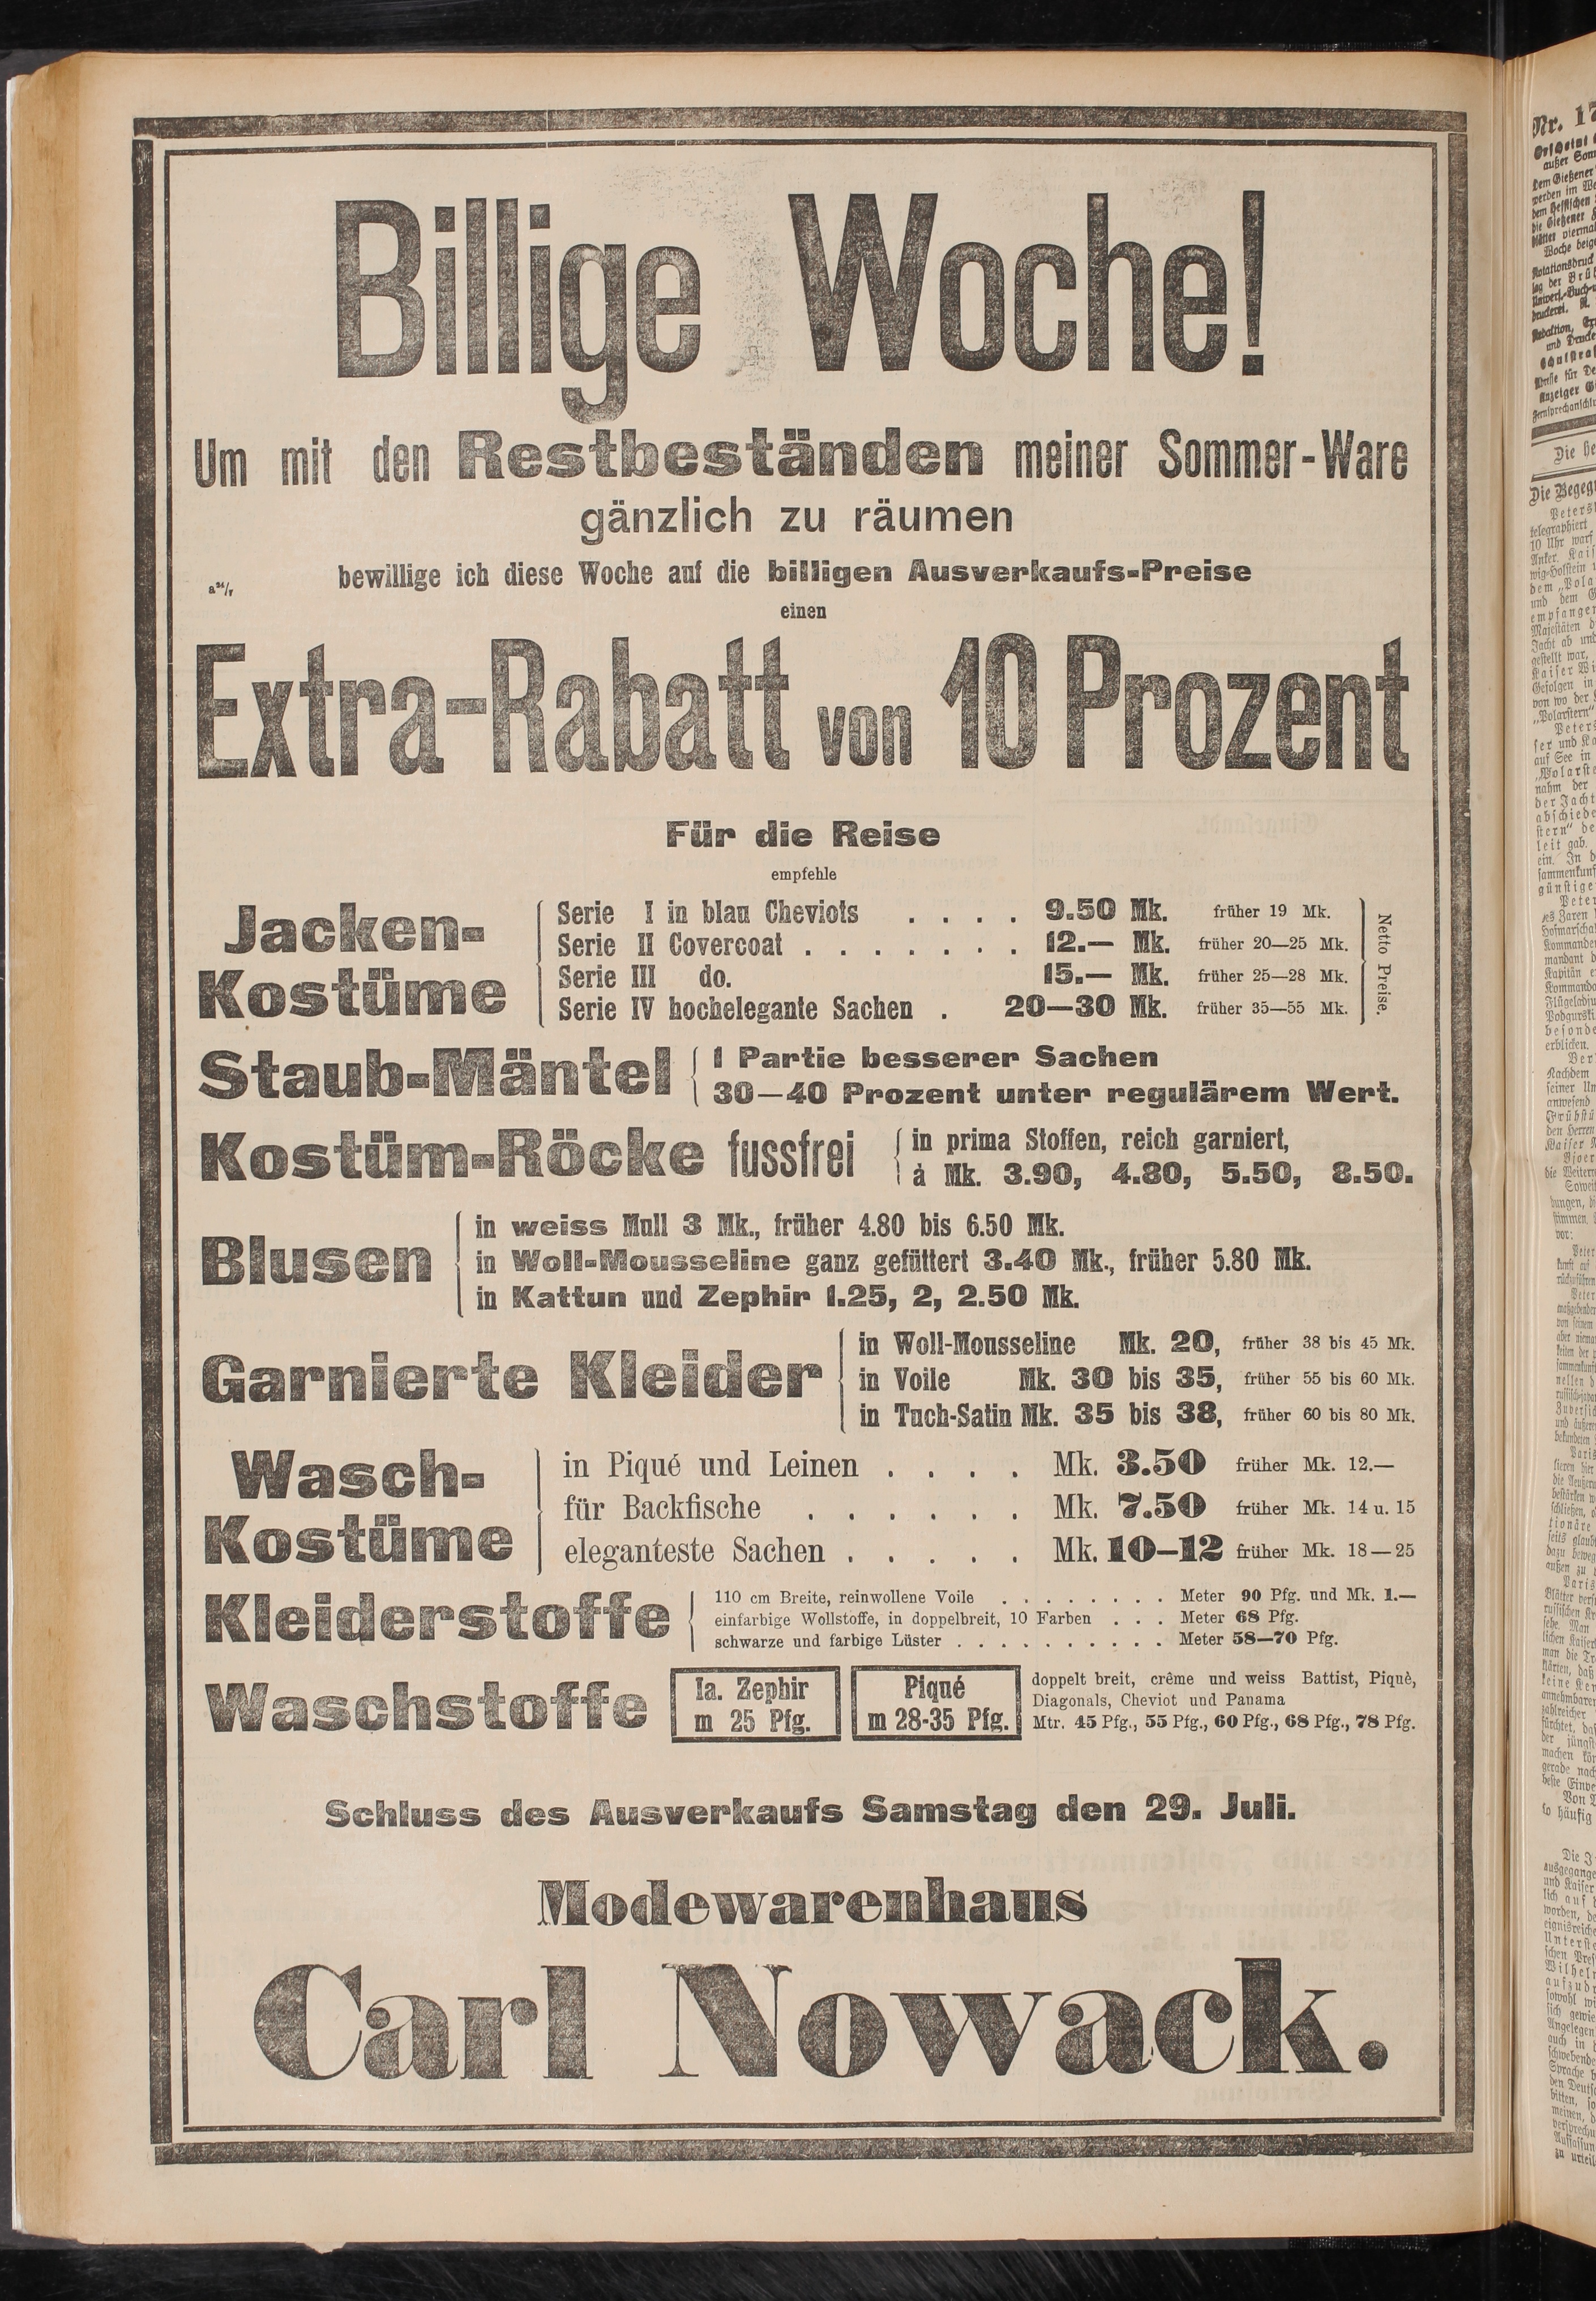 Billige Woche!
Um mit den Restbeständen meiner Sommer-Ware
gänzlich zu räumen
bewillige ich diese Woche auf die billigen Ausverkaufs-Preise
einen
Extra-Rabatt von 10 Prozent
Für die Reise
empfehle
Jacken-
Kostüme
Serie I in blau Cheviots . . . . 9.50 Mk. früher 19 Mk.
Serie II Covercoat . . . . . . . 12.— Mk. früher 20—25 Mk.
Serie III do. 15.— Mk. früher 25—28 Mk.
Serie IV hochelegante Sachen . 20—30 Mk. früher 35—55 Mk.
Netto Preise.
Staub-Mäntel
1 Partie besserer Sachen
30—40 Prozent unter regulärem Wert.
Kostüm-Röcke fussfrei
in prima Stoffen, reich garniert,
à Mk. 3.90, 4.80, 5.50, 8.50.
Blusen
in weiss Mull 3 Mk., früher 4.80 bis 6.50 Mk.
in Woll-Mousseline ganz gefüttert 3.40 Mk., früher 5.80 Mk.
in Kattun und Zephir 1.25, 2, 2.50 Mk.
Garnierte Kleider
in Woll-Mousseline Mk. 20, früher 38 bis 45 Mk.
in Voile Mk. 30 bis 35, früher 55 bis 60 Mk.
in Tuch-Satin Mk. 35 bis 38, früher 60 bis 80 Mk.
Wasch-
Kostüme
in Piqué und Leinen . . . . Mk. 3.50 früher Mk. 12.—
für Backfische . . . . . . Mk. 7.50 früher Mk. 14 u. 15
eleganteste Sachen . . . . . Mk. 10—12 früher Mk. 18—25
Kleiderstoffe
110 cm Breite, reinwollene Voile . . . . . . . . Meter 90 Pfg. und Mk. 1.—
einfarbige Wollstoffe, in doppelbreit, 10 Farben . . . Meter 68 Pfg.
schwarze und farbige Lüster . . . . . . . . . . Meter 58—70 Pfg.
Waschstoffe
Ia. Zephir
m 25 Pfg.
Piqué
m 28-35 Pfg.
doppelt breit, crême und weiss Battist, Piquè,
Diagonals, Cheviot und Panama
Mtr. 45 Pfg., 55 Pfg., 60 Pfg., 68 Pfg., 78 Pfg.
Schluss des Ausverkaufs Samstag den 29. Juli.
Modewarenhaus
Carl Nowack.